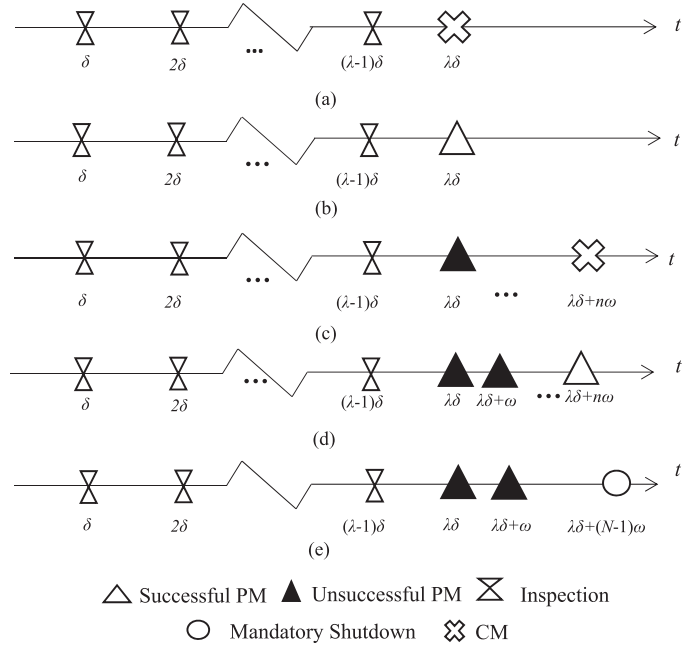 t
δ 2δ ... (λ-1)δ λδ
(a)
t
δ 2δ ... (λ-1)δ λδ
(b)
t
δ 2δ ... (λ-1)δ λδ ... λδ+nω
(c)
t
δ 2δ ... (λ-1)δ λδ λδ+ω ... λδ+nω
(d)
t
δ 2δ (λ-1)δ λδ λδ+ω λδ+(N-1)ω
(e)
Successful PM Unsuccessful PM Inspection
Mandatory Shutdown CM